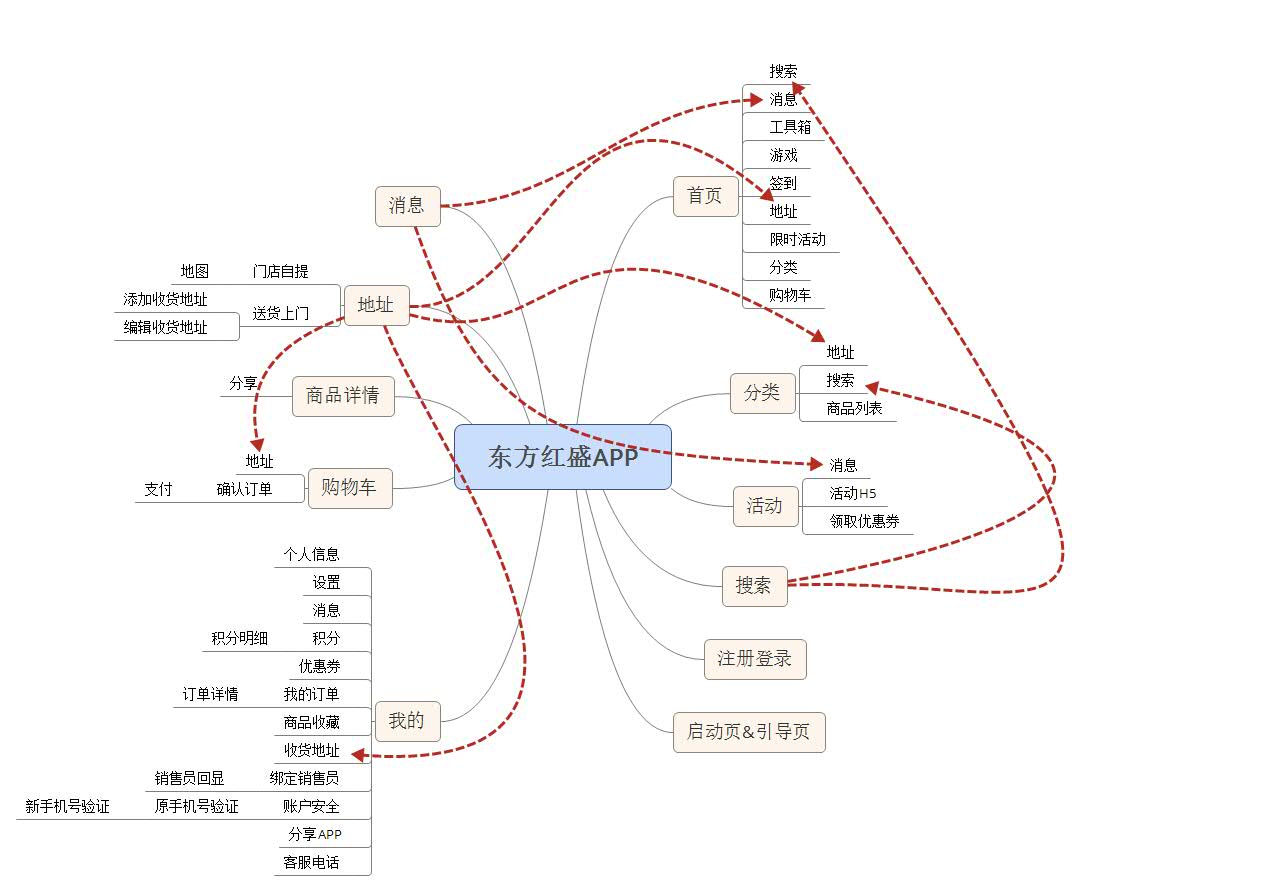 东方红盛APP
首页
搜索
消息
工具箱
游戏
签到
地址
限时活动
分类
购物车
分类
地址
搜索
商品列表
活动
消息
活动H5
领取优惠券
搜索
注册登录
启动页&引导页
消息
地址
门店自提
地图
送货上门
添加收货地址
编辑收货地址
商品详情
分享
购物车
地址
确认订单
支付
我的
个人信息
设置
消息
积分
积分明细
优惠券
我的订单
订单详情
商品收藏
收货地址
绑定销售员
销售员回显
账户安全
原手机号验证
新手机号验证
分享APP
客服电话